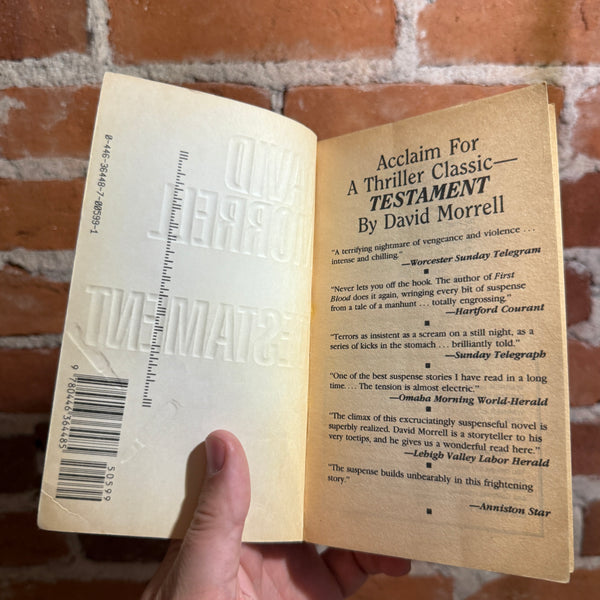 0-446-36448-7-00599-1
DAVID
MORRELL
TESTAMENT
9 780446 364485
50599
Acclaim For
A Thriller Classic—
TESTAMENT
By David Morrell
"A terrifying nightmare of vengeance and violence . . .
intense and chilling."
—Worcester Sunday Telegram
"Never lets you off the hook. The author of First
Blood does it again, wringing every bit of suspense
from a tale of a manhunt . . . totally engrossing."
—Hartford Courant
"Terrors as insistent as a scream on a still night, as a
series of kicks in the stomach . . . brilliantly told."
—Sunday Telegraph
"One of the best suspense stories I have read in a long
time. . . . The tension is almost electric."
—Omaha Morning World-Herald
"The climax of this excruciatingly suspenseful novel is
superbly realized. David Morrell is a storyteller to his
very toetips, and he gives us a wonderful read here."
—Lehigh Valley Labor Herald
"The suspense builds unbearably in this frightening
story."
—Anniston Star